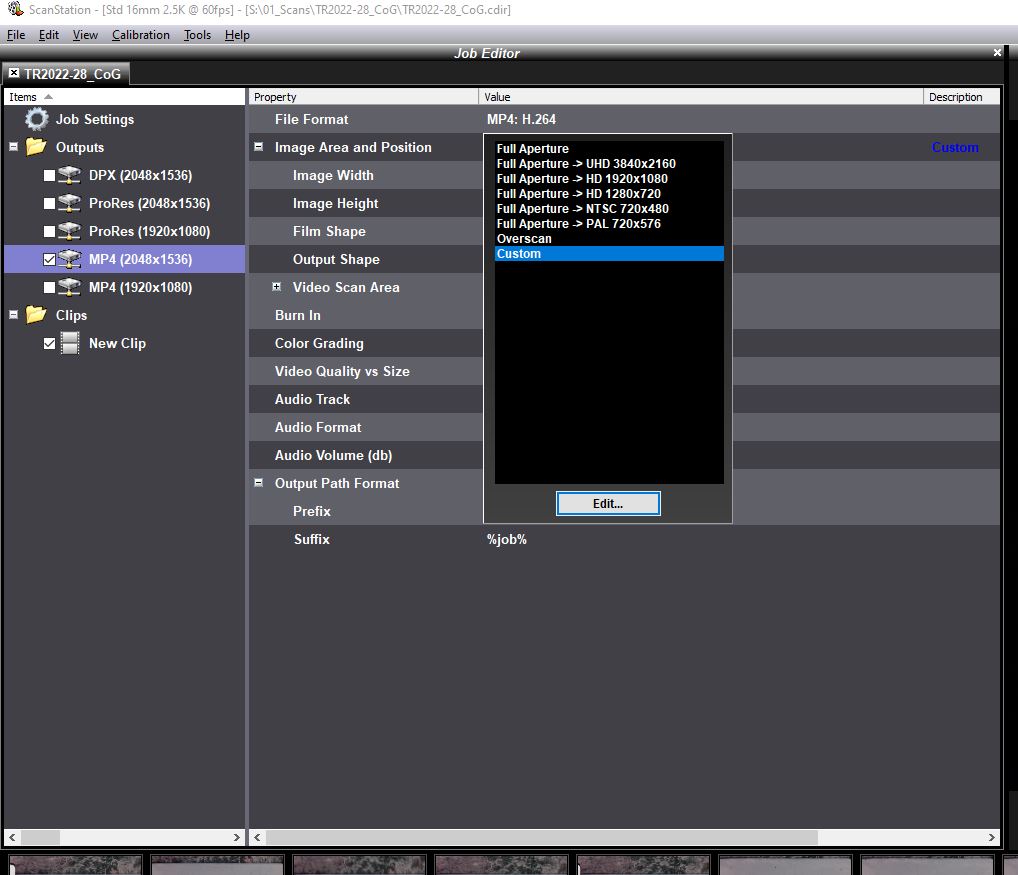 ScanStation - [Std 16mm 2.5K @ 60fps] - [S:\01_Scans\TR2022-28_CoG\TR2022-28_CoG.cdir]
File Edit View Calibration Tools Help
Job Editor
TR2022-28_CoG
Items
Job Settings
Outputs
DPX (2048x1536)
ProRes (2048x1536)
ProRes (1920x1080)
MP4 (2048x1536)
MP4 (1920x1080)
Clips
New Clip
Property Value Description
File Format MP4: H.264
Image Area and Position Custom
Image Width
Image Height
Film Shape
Output Shape
Video Scan Area
Burn In
Color Grading
Video Quality vs Size
Audio Track
Audio Format
Audio Volume (db)
Output Path Format
Prefix
Suffix %job%
Full Aperture
Full Aperture -> UHD 3840x2160
Full Aperture -> HD 1920x1080
Full Aperture -> HD 1280x720
Full Aperture -> NTSC 720x480
Full Aperture -> PAL 720x576
Overscan
Custom
Edit...